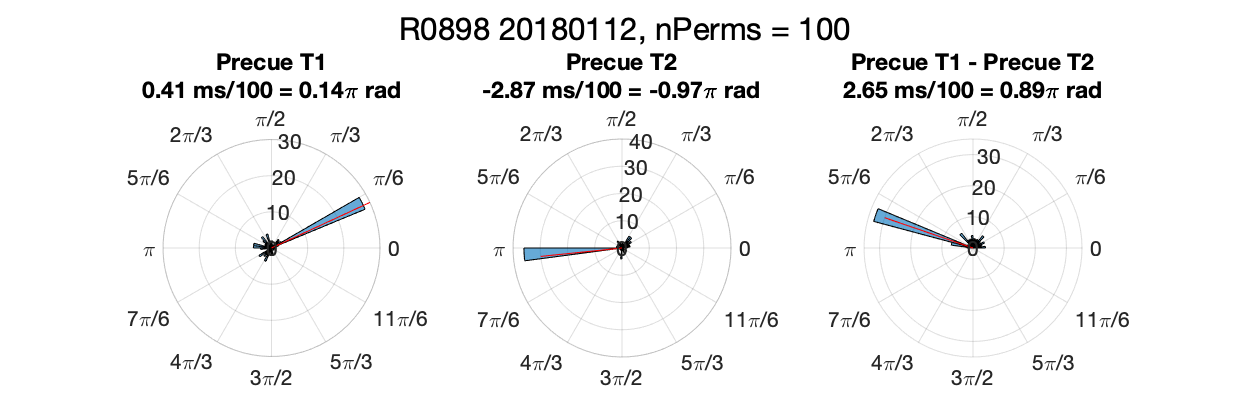 R0898 20180112, nPerms = 100
Precue T1
0.41 ms/100 = 0.14π rad
π/2
π/3
π/6
0
11π/6
5π/3
3π/2
4π/3
7π/6
π
5π/6
2π/3
30
20
10
0
Precue T2
-2.87 ms/100 = -0.97π rad
π/2
π/3
π/6
0
11π/6
5π/3
3π/2
4π/3
7π/6
π
5π/6
2π/3
40
30
20
10
0
Precue T1 - Precue T2
2.65 ms/100 = 0.89π rad
π/2
π/3
π/6
0
11π/6
5π/3
3π/2
4π/3
7π/6
π
5π/6
2π/3
30
20
10
0